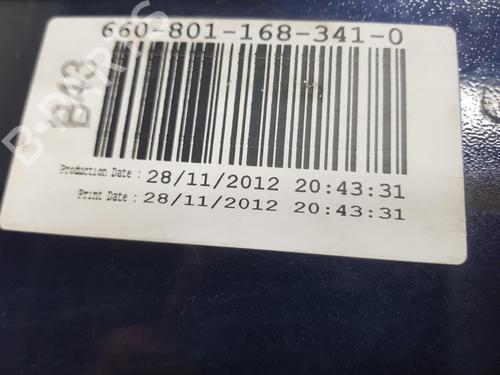 660-801-168-341-0
BA3
Production Date : 28/11/2012 20:43:31
Print Date : 28/11/2012 20:43:31
B-PARTS